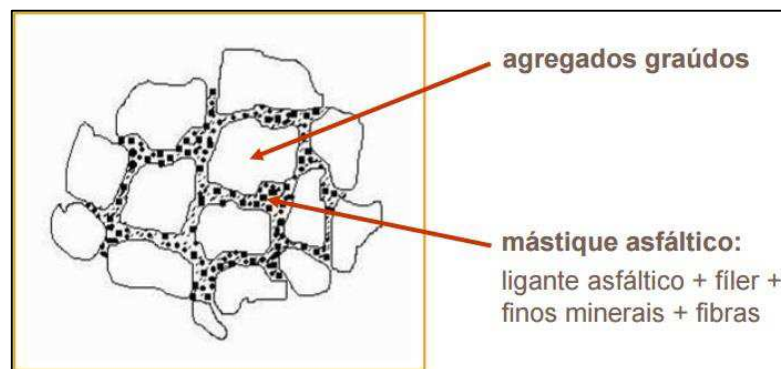 agregados graúdos
mástique asfáltico:
ligante asfáltico + fíler +
finos minerais + fibras